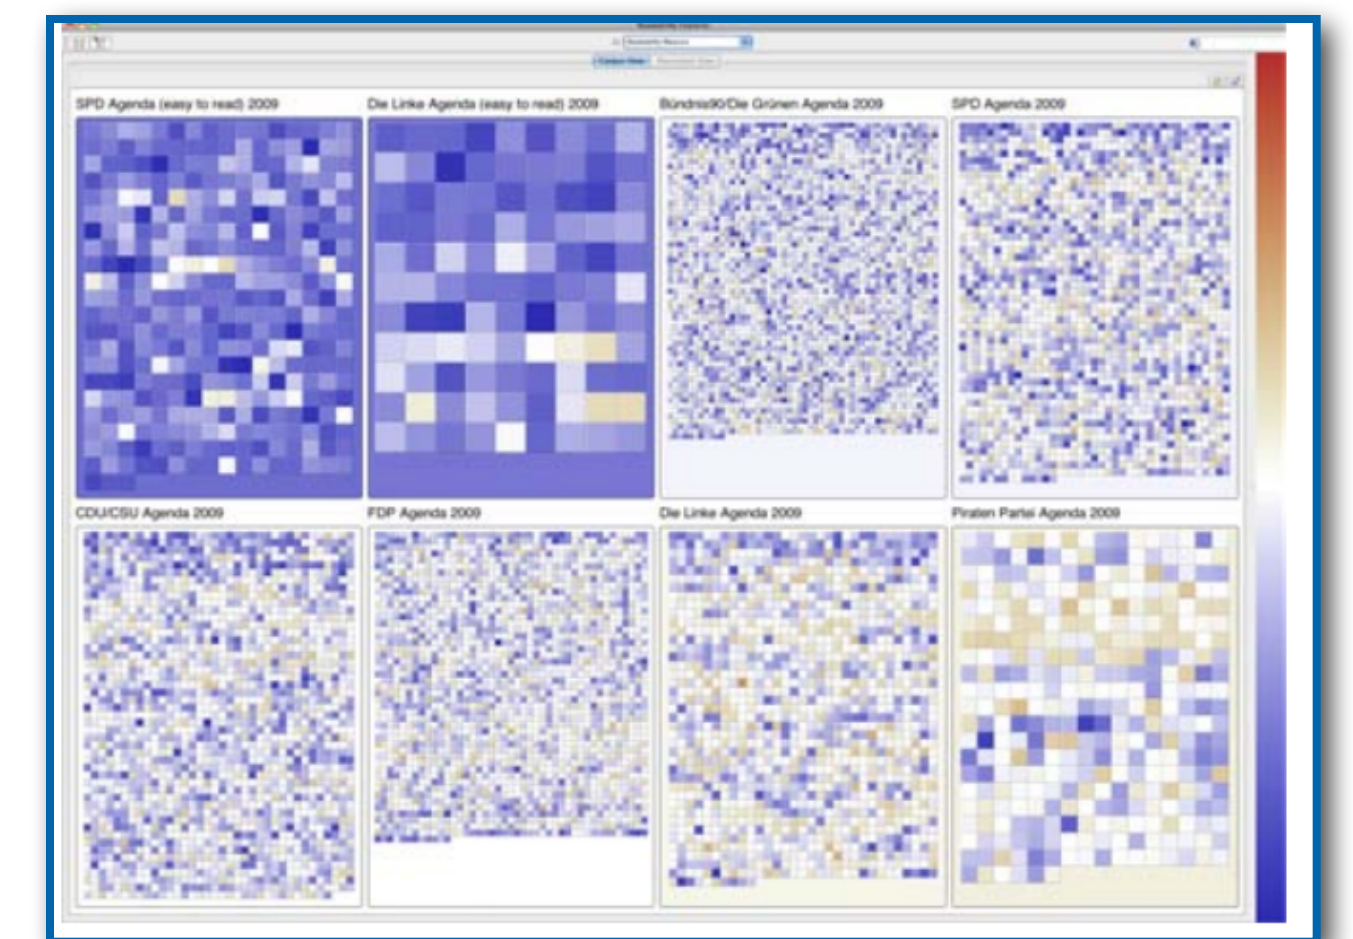 SPD Agenda (easy to read) 2009
Die Linke Agenda (easy to read) 2009
Bündnis90/Die Grünen Agenda 2009
SPD Agenda 2009
CDU/CSU Agenda 2009
FDP Agenda 2009
Die Linke Agenda 2009
Piraten Partei Agenda 2009